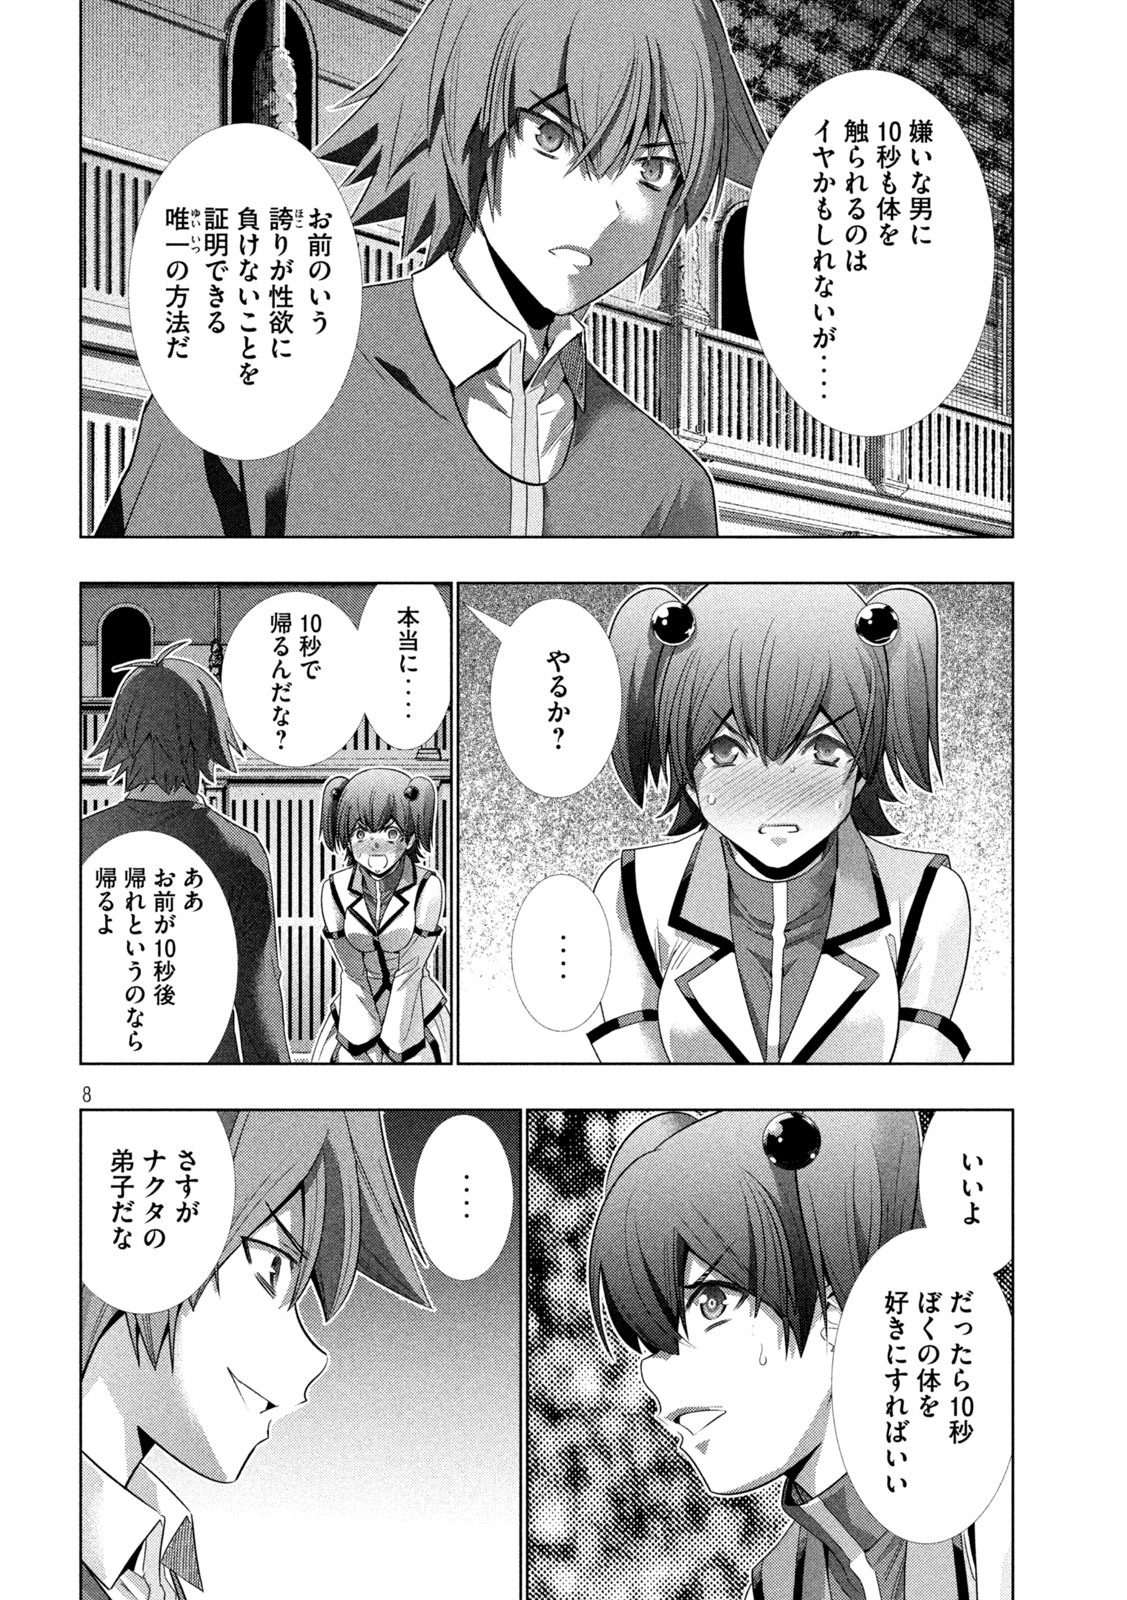 嫌いな男に
10秒も体を
触られるのは
イヤかもしれないが‥‥
お前のいう
誇りが性欲に
ほこ
負けないことを
証明できる
唯一の方法だ
ゆいいつ
やるか?
‥‥
本当に‥‥
10秒で
帰るんだな?
ああ
お前が10秒後
帰れというのなら
帰るよ
8
いいよ
だったら10秒
ぼくの体を
好きにすればいい
‥‥
さすが
ナクタの
弟子だな